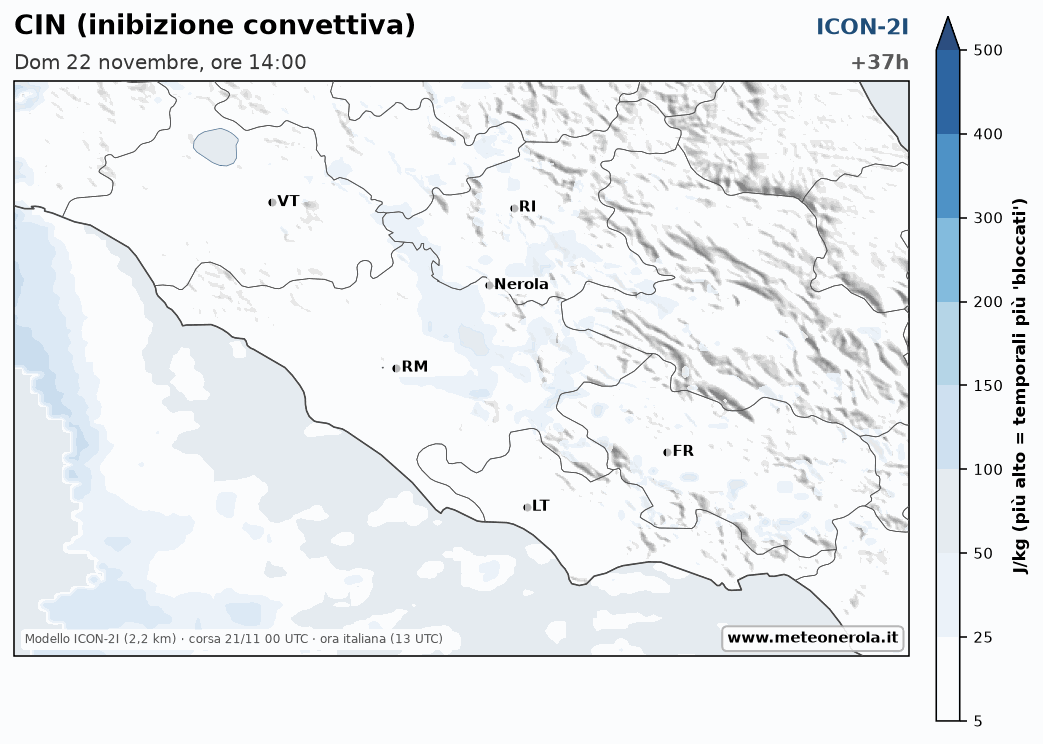 CIN (inibizione convettiva)
ICON-2I
Dom 22 novembre, ore 14:00
+37h
VT
RI
Nerola
RM
FR
LT
Modello ICON-2I (2,2 km) · corsa 21/11 00 UTC · ora italiana (13 UTC)
www.meteonerola.it
500
400
300
200
150
100
50
25
5
J/kg (più alto = temporali più 'bloccati')